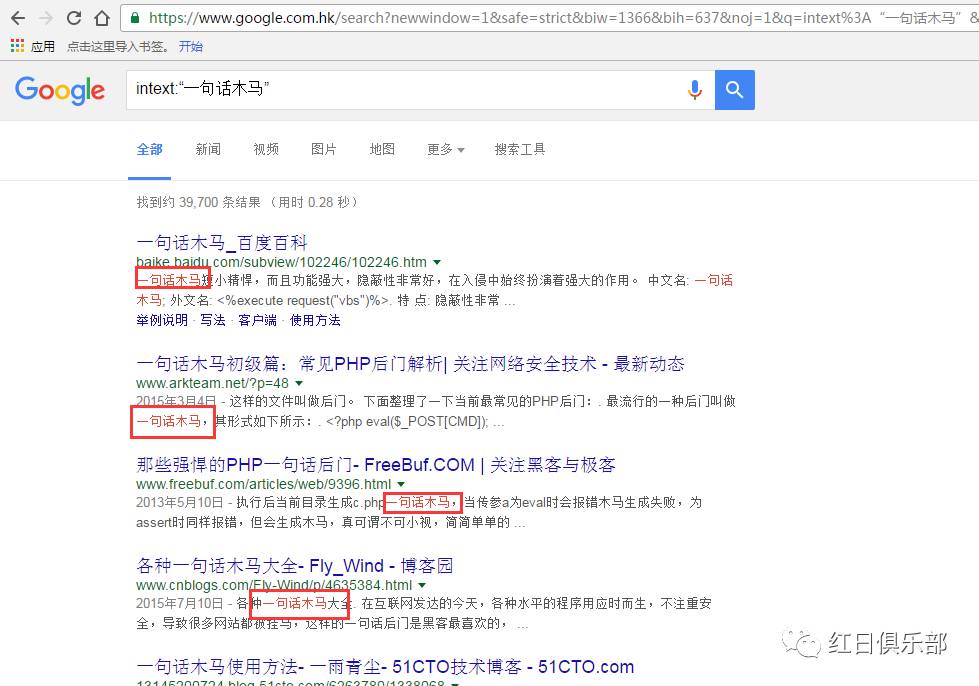 https://www.google.com.hk/search?newwindow=1&safe=strict&biw=1366&bih=637&noj=1&q=intext%3A“一句话木马”&
应用 点击这里导入书签。 开始
Google intext:“一句话木马”
全部 新闻 视频 图片 地图 更多 搜索工具
找到约 39,700 条结果 （用时 0.28 秒）
一句话木马_百度百科
baike.baidu.com/subview/102246/102246.htm
一句话木马短小精悍，而且功能强大，隐蔽性非常好，在入侵中始终扮演着强大的作用。 中文名: 一句话
木马; 外文名: <%execute request("vbs")%>. 特 点: 隐蔽性非常 ...
举例说明 · 写法 · 客户端 · 使用方法
一句话木马初级篇：常见PHP后门解析| 关注网络安全技术 - 最新动态
www.arkteam.net/?p=48
2015年3月4日 - 这样的文件叫做后门。 下面整理了一下当前最常见的PHP后门：. 最流行的一种后门叫做
一句话木马，其形式如下所示：. <?php eval($_POST[CMD]); ...
那些强悍的PHP一句话后门- FreeBuf.COM | 关注黑客与极客
www.freebuf.com/articles/web/9396.html
2013年5月10日 - 执行后当前目录生成c.php一句话木马，当传参a为eval时会报错木马生成失败，为
assert时同样报错，但会生成木马，真可谓不可小视，简简单单的 ...
各种一句话木马大全- Fly_Wind - 博客园
www.cnblogs.com/Fly-Wind/p/4635384.html
2015年7月10日 - 各种一句话木马大全. 在互联网发达的今天，各种水平的程序用应时而生，不注重安
全，导致很多网站都被挂马，这样的一句话后门是黑客最喜欢的， ...
一句话木马使用方法- 一雨青尘- 51CTO技术博客 - 51CTO.com
红日俱乐部